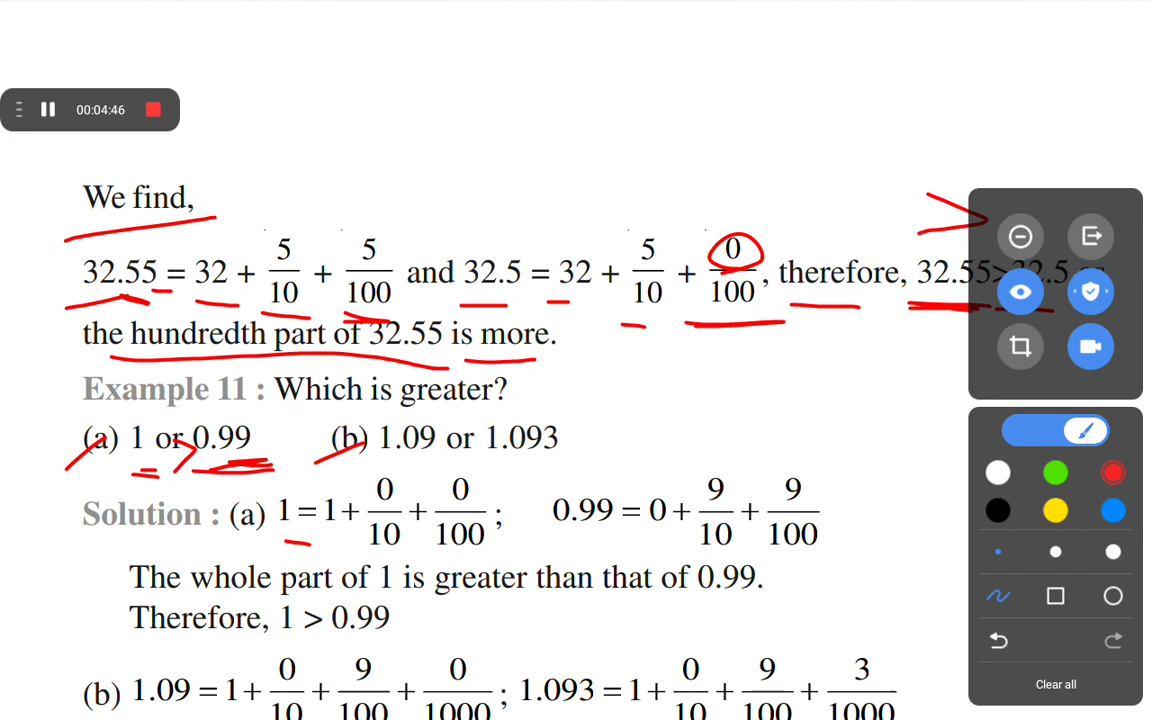 00:04:46
We find,
32.55 = 32 + 5/10 + 5/100 and 32.5 = 32 + 5/10 + 0/100, therefore, 32.55>32.5
the hundredth part of 32.55 is more.
Example 11 : Which is greater?
(a) 1 or 0.99 (b) 1.09 or 1.093
Solution : (a) 1 = 1 + 0/10 + 0/100 ; 0.99 = 0 + 9/10 + 9/100
The whole part of 1 is greater than that of 0.99.
Therefore, 1 > 0.99
(b) 1.09 = 1 + 0/10 + 9/100 + 0/1000 ; 1.093 = 1 + 0/10 + 9/100 + 3/1000
Clear all